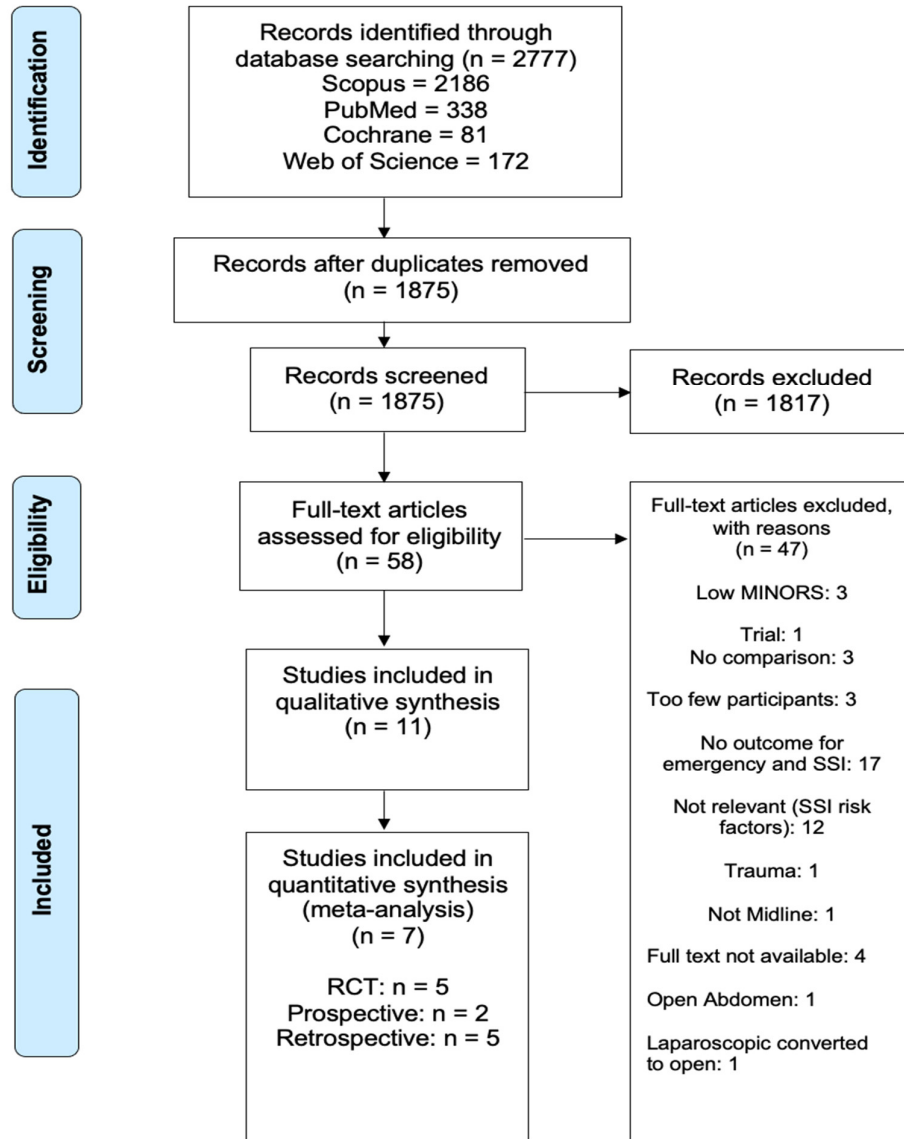 Identification
Records identified through
database searching (n = 2777)
Scopus = 2186
PubMed = 338
Cochrane = 81
Web of Science = 172
Screening
Records after duplicates removed
(n = 1875)
Records screened
(n = 1875)
Records excluded
(n = 1817)
Eligibility
Full-text articles
assessed for eligibility
(n = 58)
Full-text articles excluded,
with reasons
(n = 47)
Low MINORS: 3
Trial: 1
No comparison: 3
Too few participants: 3
No outcome for
emergency and SSI: 17
Not relevant (SSI risk
factors): 12
Trauma: 1
Not Midline: 1
Full text not available: 4
Open Abdomen: 1
Laparoscopic converted
to open: 1
Included
Studies included in
qualitative synthesis
(n = 11)
Studies included in
quantitative synthesis
(meta-analysis)
(n = 7)
RCT: n = 5
Prospective: n = 2
Retrospective: n = 5